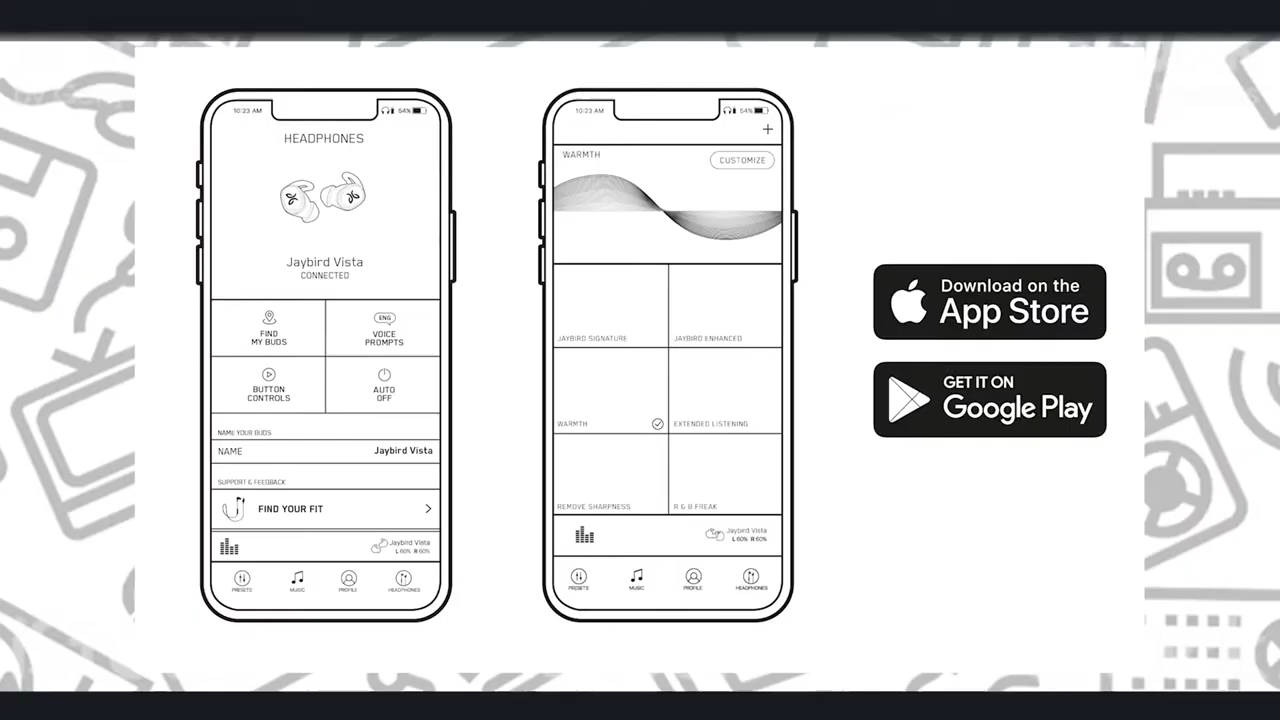 10:23 AM
54%
HEADPHONES
Jaybird Vista
CONNECTED
FIND
MY BUDS
ENG
VOICE
PROMPTS
BUTTON
CONTROLS
AUTO
OFF
NAME YOUR BUDS
NAME
Jaybird Vista
SUPPORT & FEEDBACK
FIND YOUR FIT
Jaybird Vista
L 60% R 60%
PRESETS
MUSIC
PROFILE
HEADPHONES
10:23 AM
54%
+
WARMTH
CUSTOMIZE
JAYBIRD SIGNATURE
JAYBIRD ENHANCED
WARMTH
EXTENDED LISTENING
REMOVE SHARPNESS
R & B FREAK
Jaybird Vista
L 60% R 60%
PRESETS
MUSIC
PROFILE
HEADPHONES
Download on the
App Store
GET IT ON
Google Play